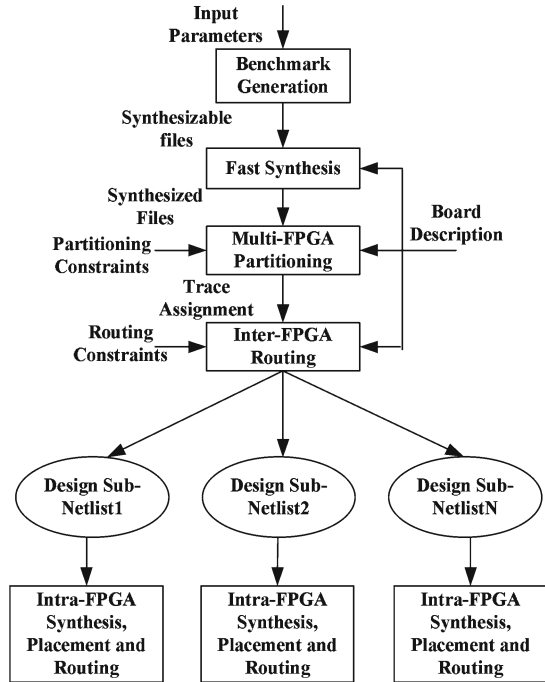 Input
Parameters
Benchmark
Generation
Synthesizable
files
Fast Synthesis
Synthesized
Files
Board
Description
Partitioning
Constraints
Multi-FPGA
Partitioning
Trace
Assignment
Routing
Constraints
Inter-FPGA
Routing
Design Sub-
Netlist1
Design Sub-
Netlist2
Design Sub-
NetlistN
Intra-FPGA
Synthesis,
Placement and
Routing
Intra-FPGA
Synthesis,
Placement and
Routing
Intra-FPGA
Synthesis,
Placement and
Routing